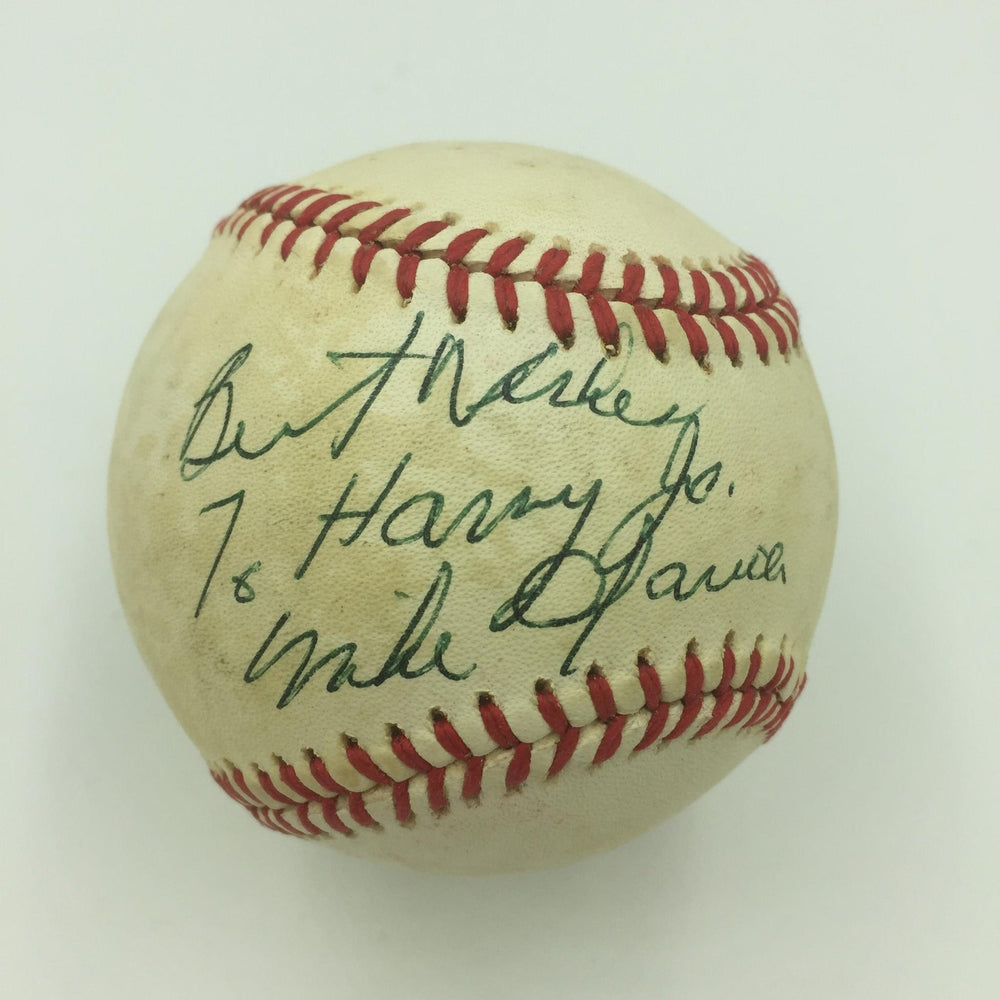 Best Wishes
To Harry Jr.
Mike